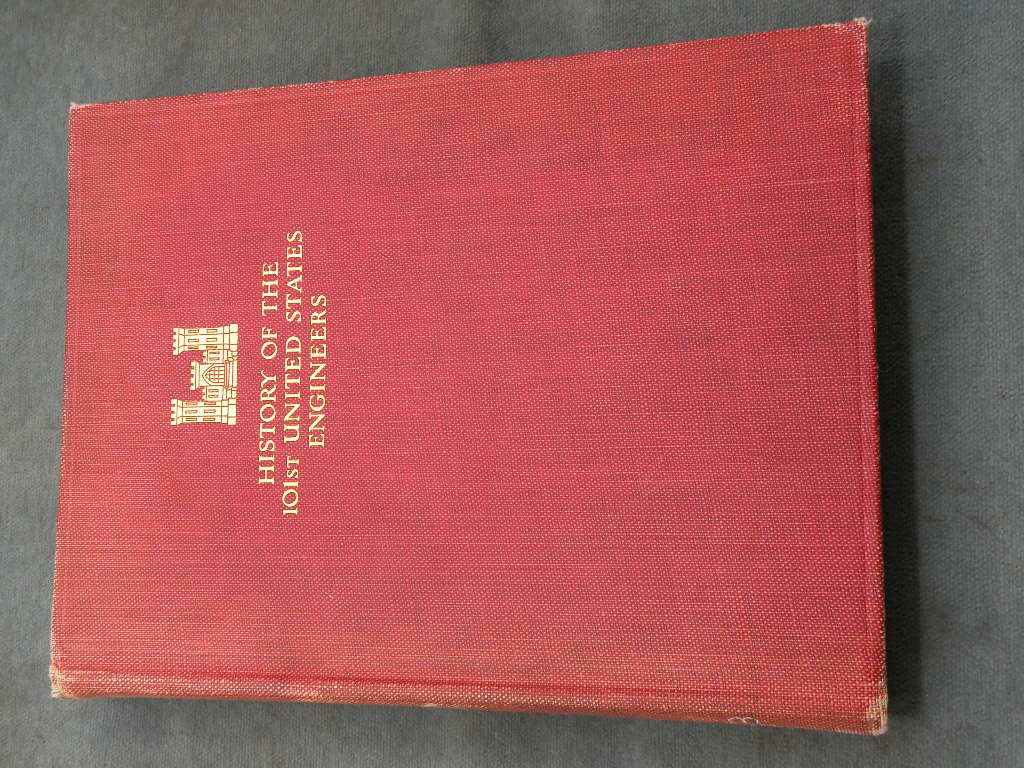 HISTORY OF THE
101ST UNITED STATES
ENGINEERS